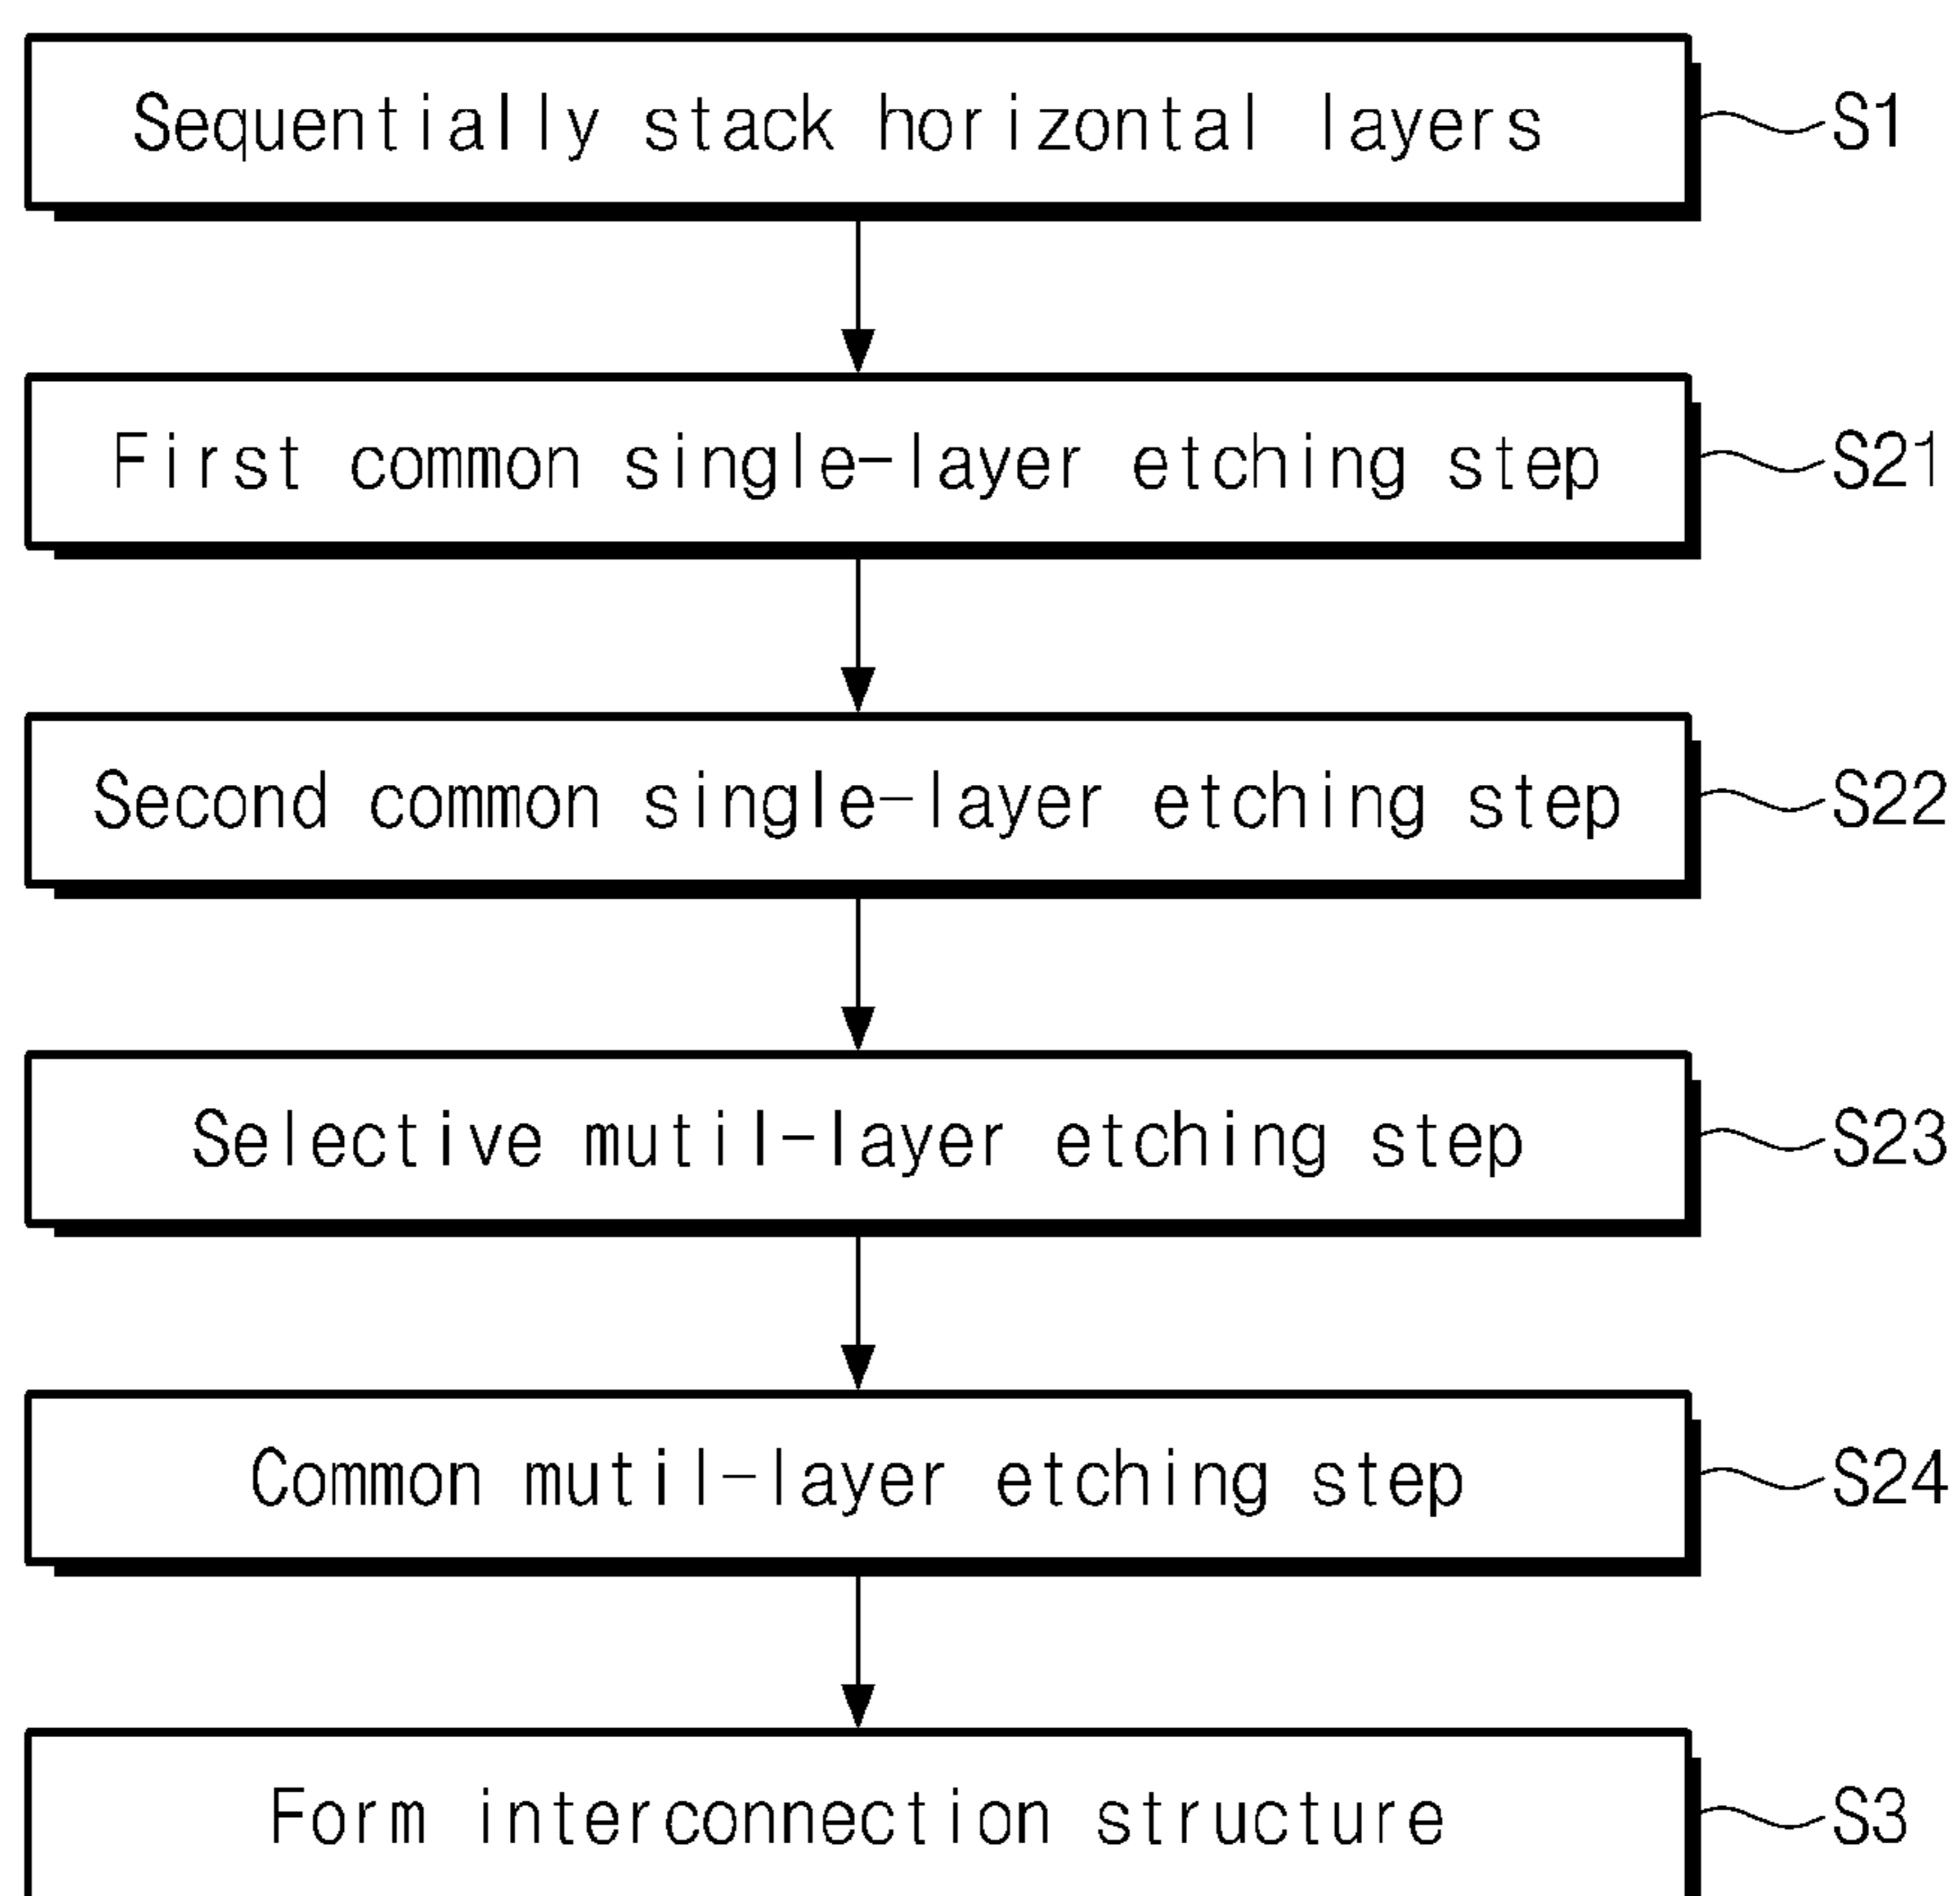 Sequentially stack horizontal layers S1
First common single-layer etching step S21
Second common single-layer etching step S22
Selective mutil-layer etching step S23
Common mutil-layer etching step S24
Form interconnection structure S3